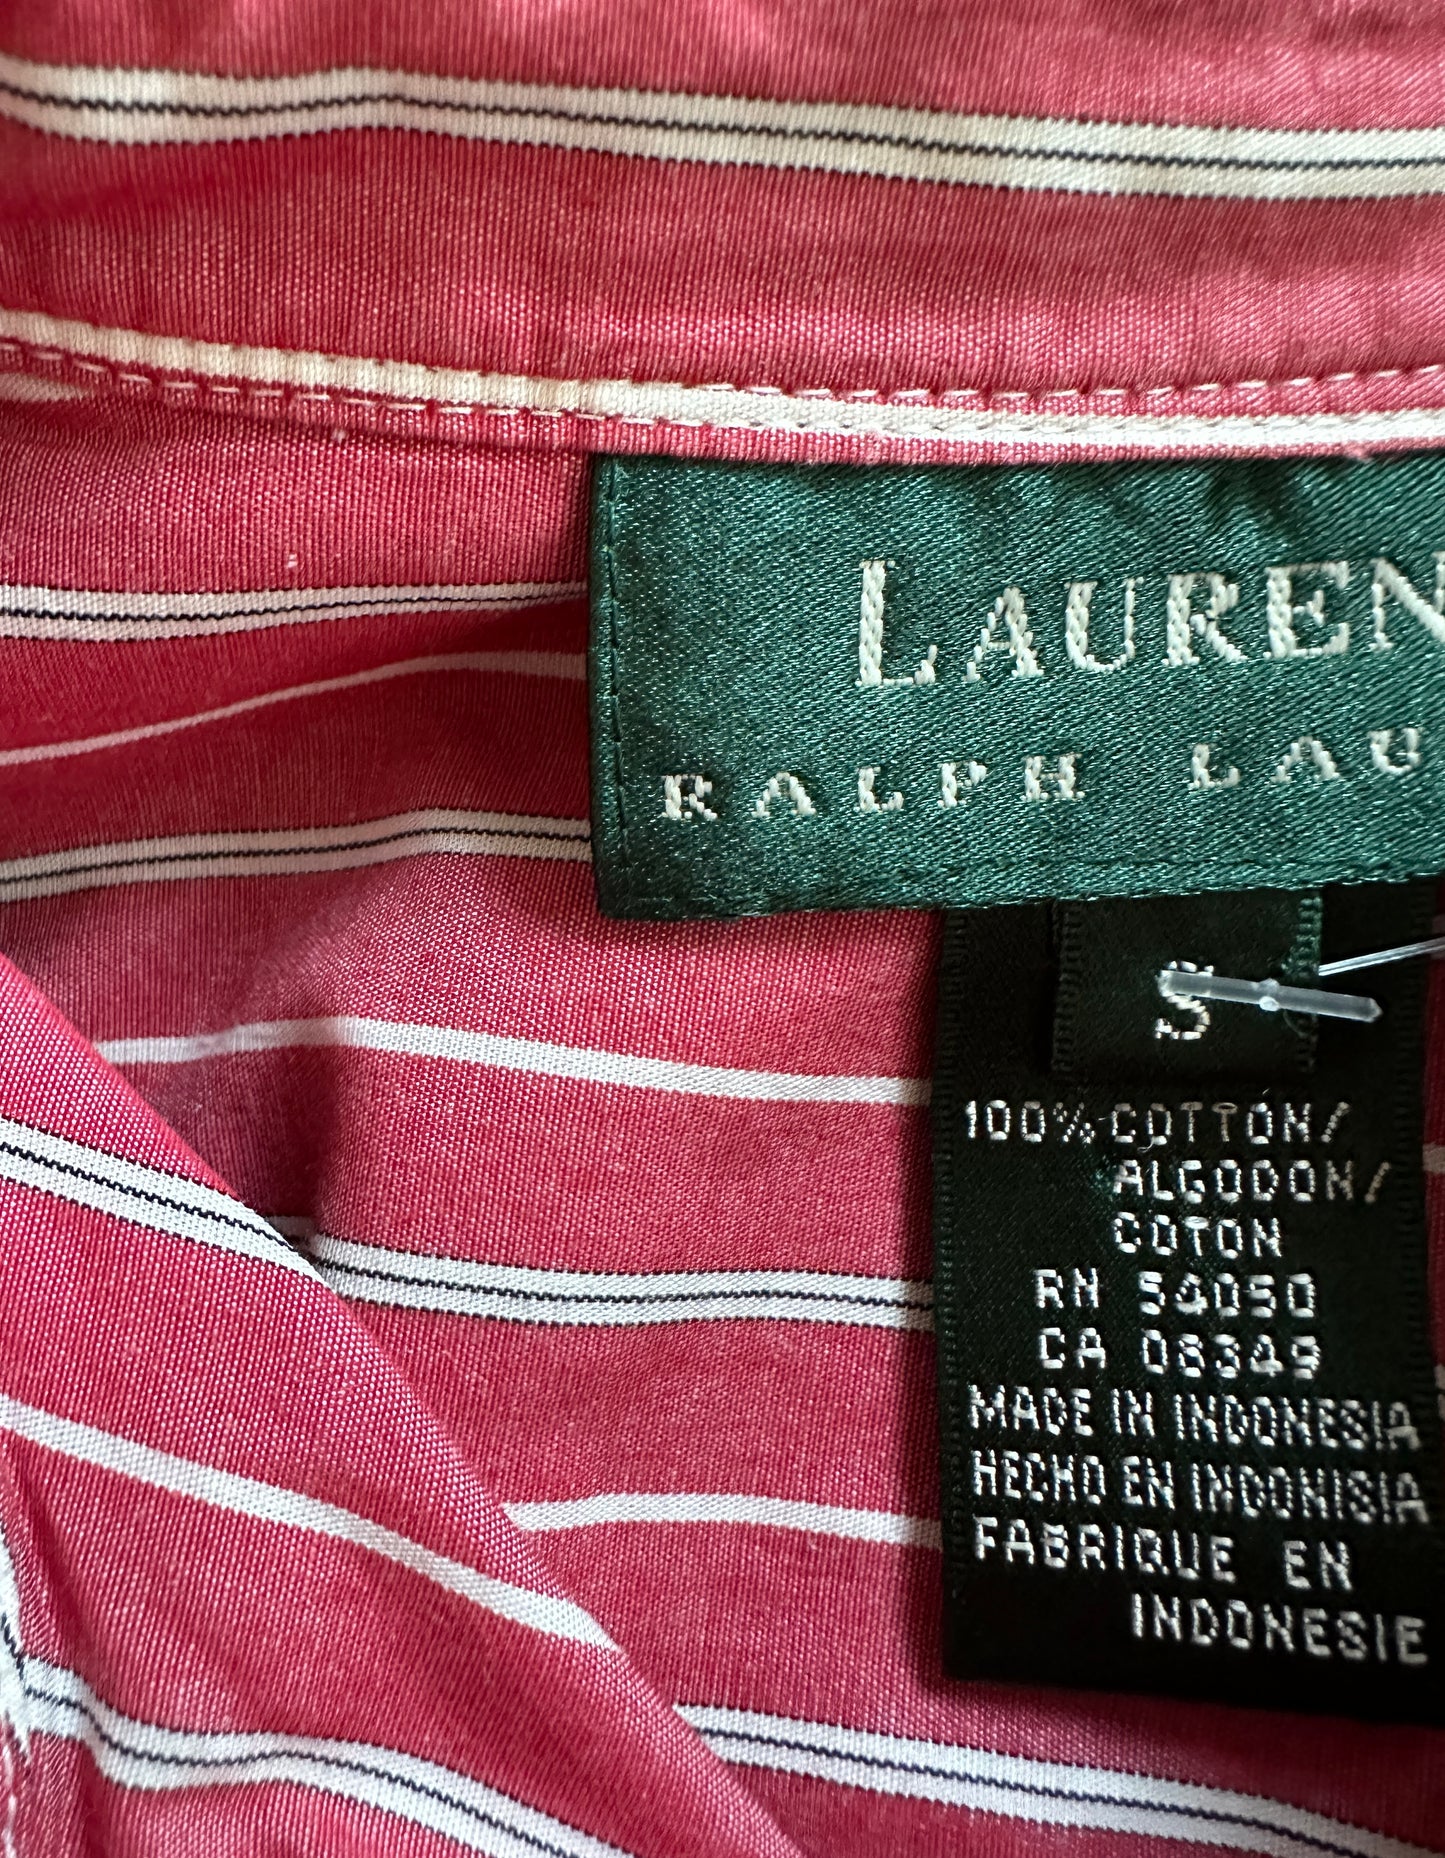 LAUREN
RALPH LAU
S
100% COTTON/
ALGODON/
COTON
RN 54050
CA 06349
MADE IN INDONESIA
HECHO EN INDONISIA
FABRIQUE EN
INDONESIE